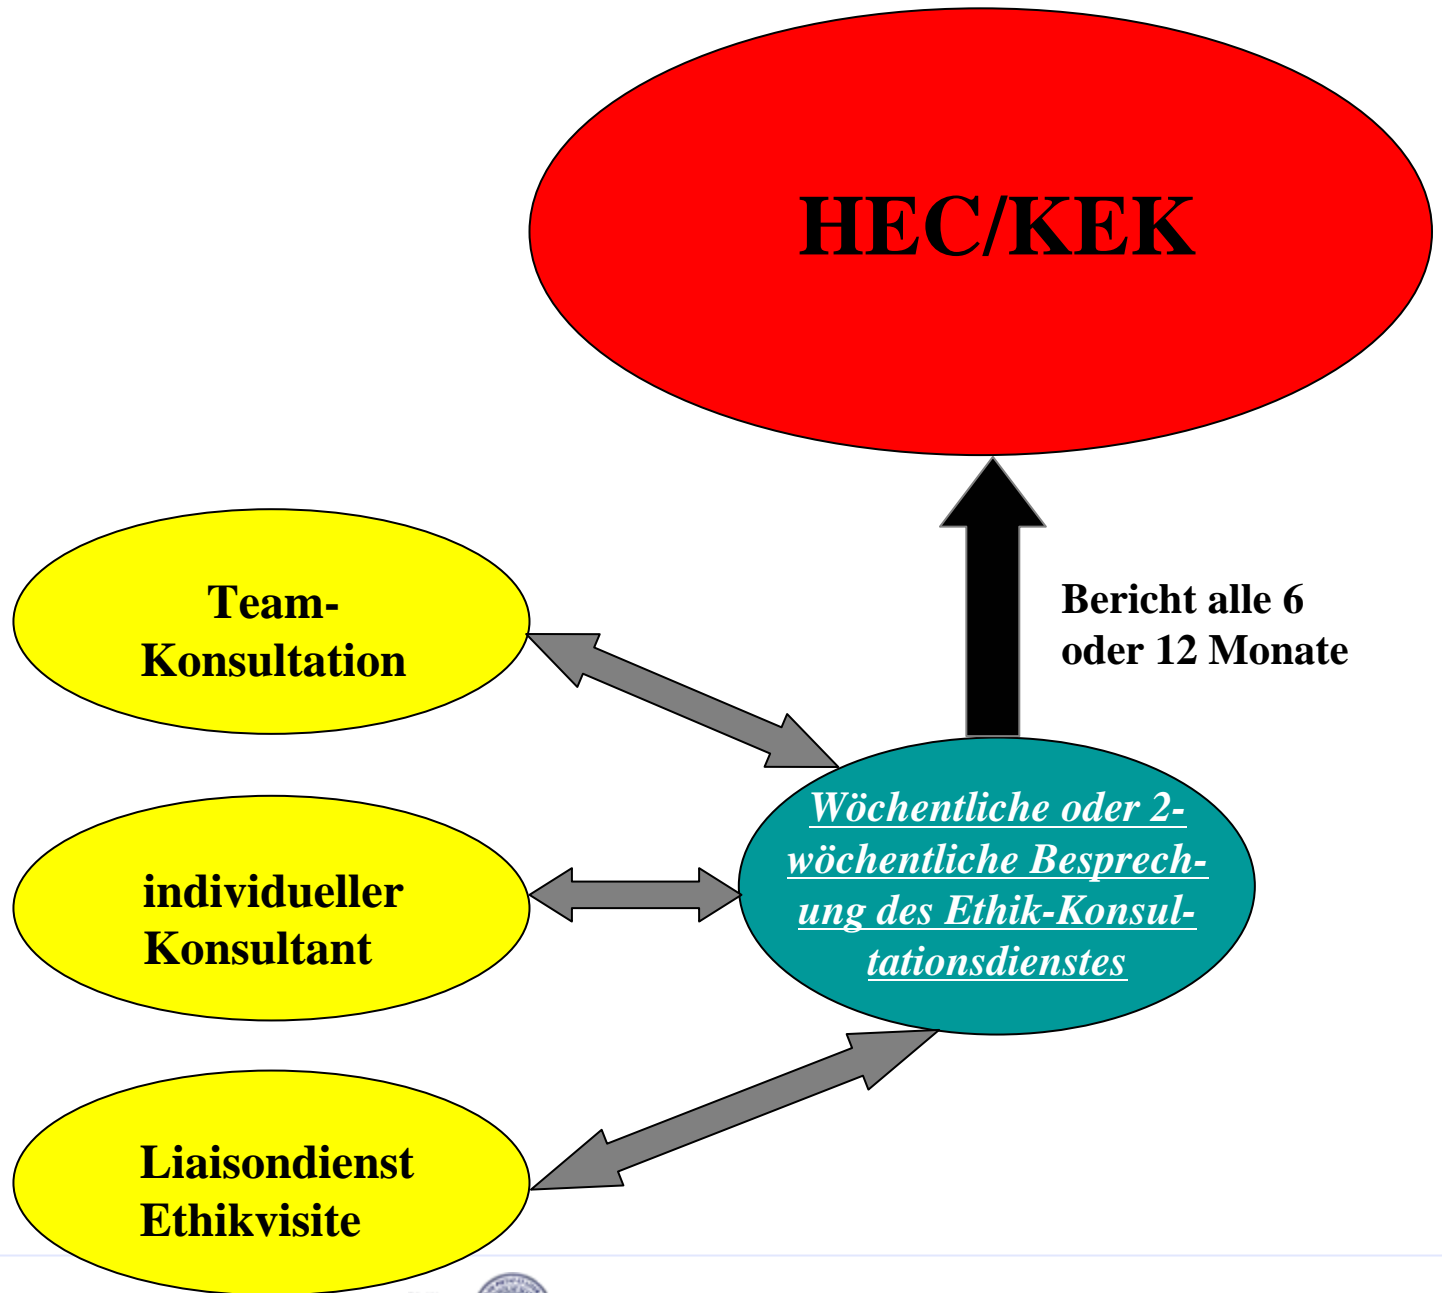 HEC/KEK
Team-
Konsultation
Bericht alle 6
oder 12 Monate
Wöchentliche oder 2-
wöchentliche Besprech-
ung des Ethik-Konsul-
tationsdienstes
individueller
Konsultant
Liaisondienst
Ethikvisite